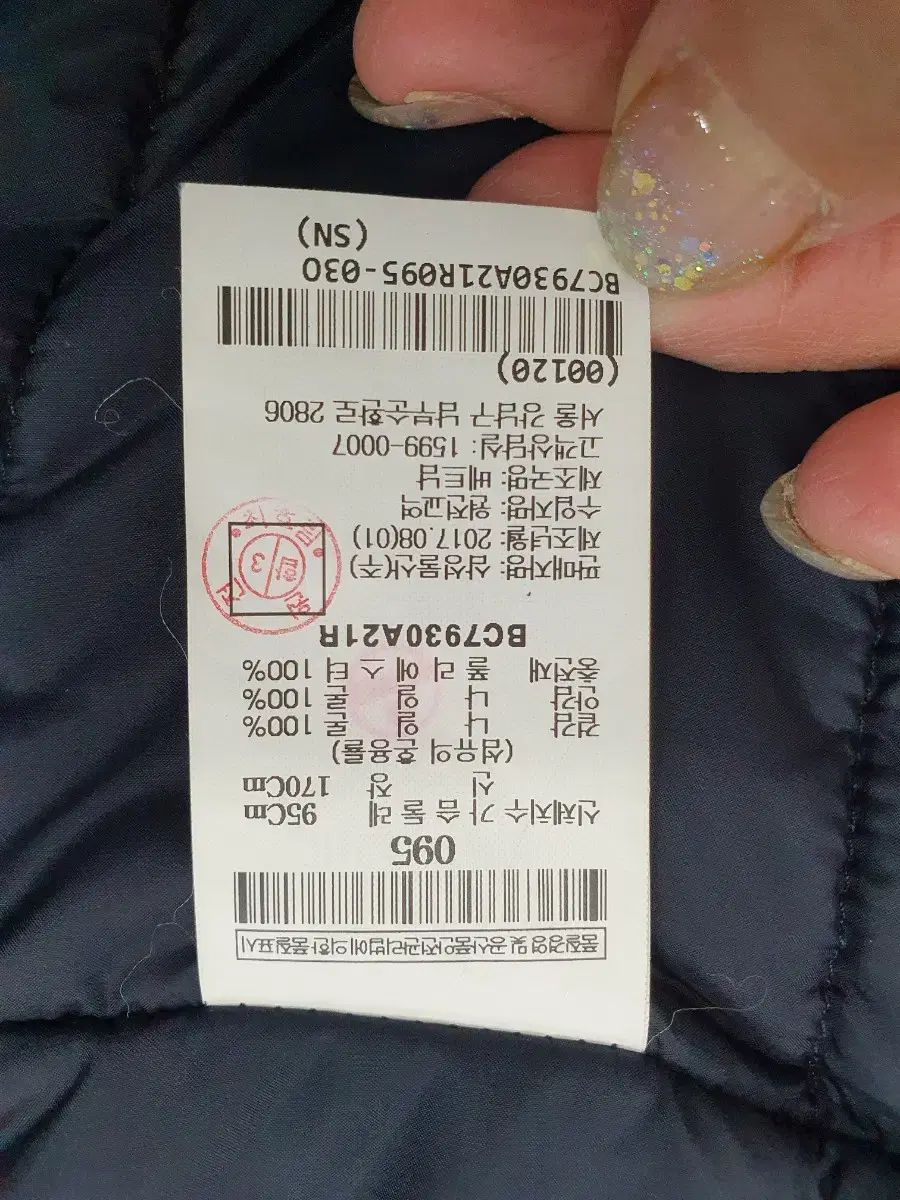 품질경영 및 공산품안전관리법에 의한 품질표시
095
신체치수 가 슴 둘 레 95Cm
신 장 170Cm
(섬유의 혼용률)
겉감 나 일 론 100%
안감 나 일 론 100%
충전재 폴 리 에 스 터 100%
BC7930A21R
판매자명: 삼성물산(주)
제조년월: 2017.08(01)
수입자명: 원전교역
제조국명: 베트남
고객상담실: 1599-0007
서울 강남구 남부순환로 2806
(00120)
BC7930A21R095-030
(SN)
합
3